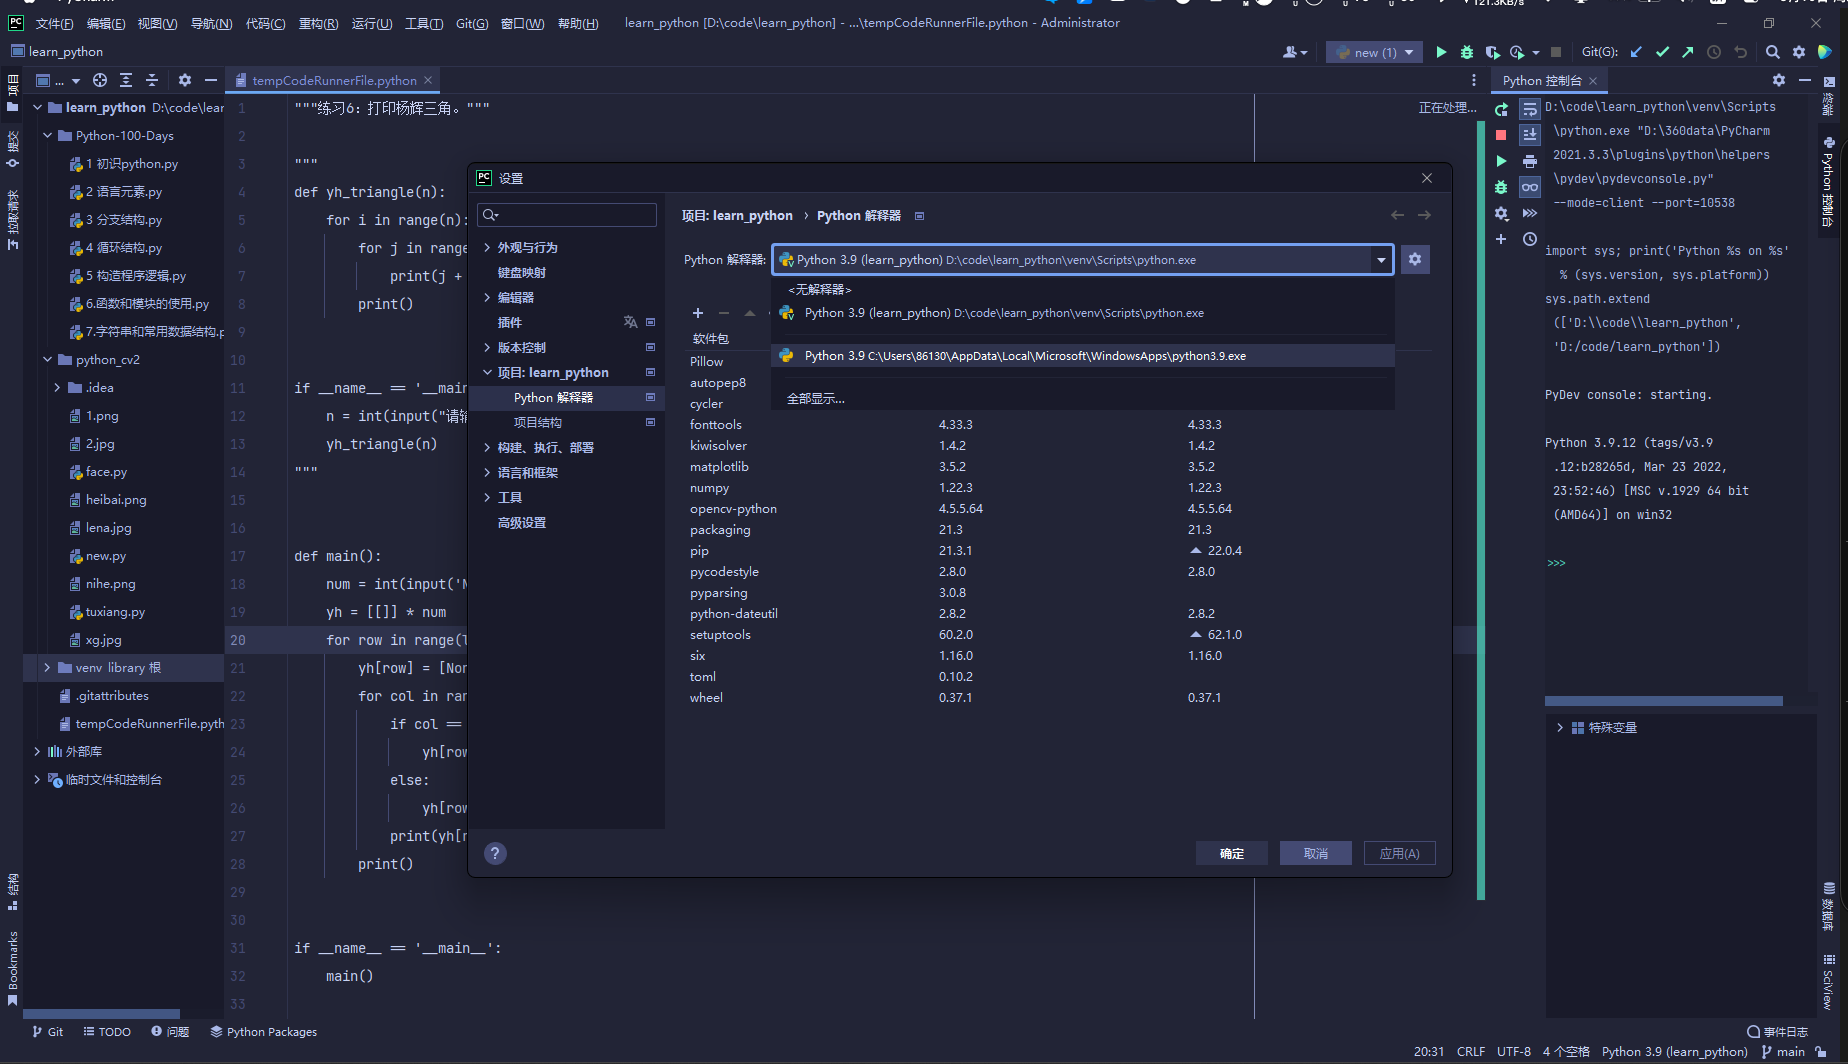 文件(F) 编辑(E) 视图(V) 导航(N) 代码(C) 重构(R) 运行(U) 工具(T) Git(G) 窗口(W) 帮助(H) learn_python [D:\code\learn_python] - ...\tempCodeRunnerFile.python - Administrator
learn_python
new (1)
Git(G):
...
tempCodeRunnerFile.python
Python 控制台
项目
提交
拉取请求
结构
Bookmarks
learn_python D:\code\lear
Python-100-Days
1 初识python.py
2 语言元素.py
3 分支结构.py
4 循环结构.py
5 构造程序逻辑.py
6.函数和模块的使用.py
7.字符串和常用数据结构.p
python_cv2
.idea
1.png
2.jpg
face.py
heibai.png
lena.jpg
new.py
nihe.png
tuxiang.py
xg.jpg
venv library 根
.gitattributes
tempCodeRunnerFile.pyth
外部库
临时文件和控制台
1 """练习6：打印杨辉三角。"""
正在处理...
2
3 """
4 def yh_triangle(n):
5 for i in range(n):
6 for j in range
7 print(j +
8 print()
9
10
11 if __name__ == '__main
12 n = int(input("请输
13 yh_triangle(n)
14 """
15
16
17 def main():
18 num = int(input('N
19 yh = [[]] * num
20 for row in range(l
21 yh[row] = [Non
22 for col in ran
23 if col ==
24 yh[row
25 else:
26 yh[row
27 print(yh[r
28 print()
29
30
31 if __name__ == '__main__':
32 main()
33
设置
外观与行为
键盘映射
编辑器
插件
版本控制
项目: learn_python
Python 解释器
项目结构
构建、执行、部署
语言和框架
工具
高级设置
项目: learn_python › Python 解释器
Python 解释器: Python 3.9 (learn_python) D:\code\learn_python\venv\Scripts\python.exe
<无解释器>
Python 3.9 (learn_python) D:\code\learn_python\venv\Scripts\python.exe
Python 3.9 C:\Users\86130\AppData\Local\Microsoft\WindowsApps\python3.9.exe
全部显示...
软件包
Pillow
autopep8
cycler
fonttools 4.33.3 4.33.3
kiwisolver 1.4.2 1.4.2
matplotlib 3.5.2 3.5.2
numpy 1.22.3 1.22.3
opencv-python 4.5.5.64 4.5.5.64
packaging 21.3 21.3
pip 21.3.1 22.0.4
pycodestyle 2.8.0 2.8.0
pyparsing 3.0.8
python-dateutil 2.8.2 2.8.2
setuptools 60.2.0 62.1.0
six 1.16.0 1.16.0
toml 0.10.2
wheel 0.37.1 0.37.1
?
确定 取消 应用(A)
D:\code\learn_python\venv\Scripts
\python.exe "D:\360data\PyCharm
2021.3.3\plugins\python\helpers
\pydev\pydevconsole.py"
--mode=client --port=10538
import sys; print('Python %s on %s'
% (sys.version, sys.platform))
sys.path.extend
(['D:\\code\\learn_python',
'D:/code/learn_python'])
PyDev console: starting.
Python 3.9.12 (tags/v3.9
.12:b28265d, Mar 23 2022,
23:52:46) [MSC v.1929 64 bit
(AMD64)] on win32
>>>
特殊变量
Python 控制台
数据库
SciView
Git TODO 问题 Python Packages
事件日志
20:31 CRLF UTF-8 4 个空格 Python 3.9 (learn_python) main